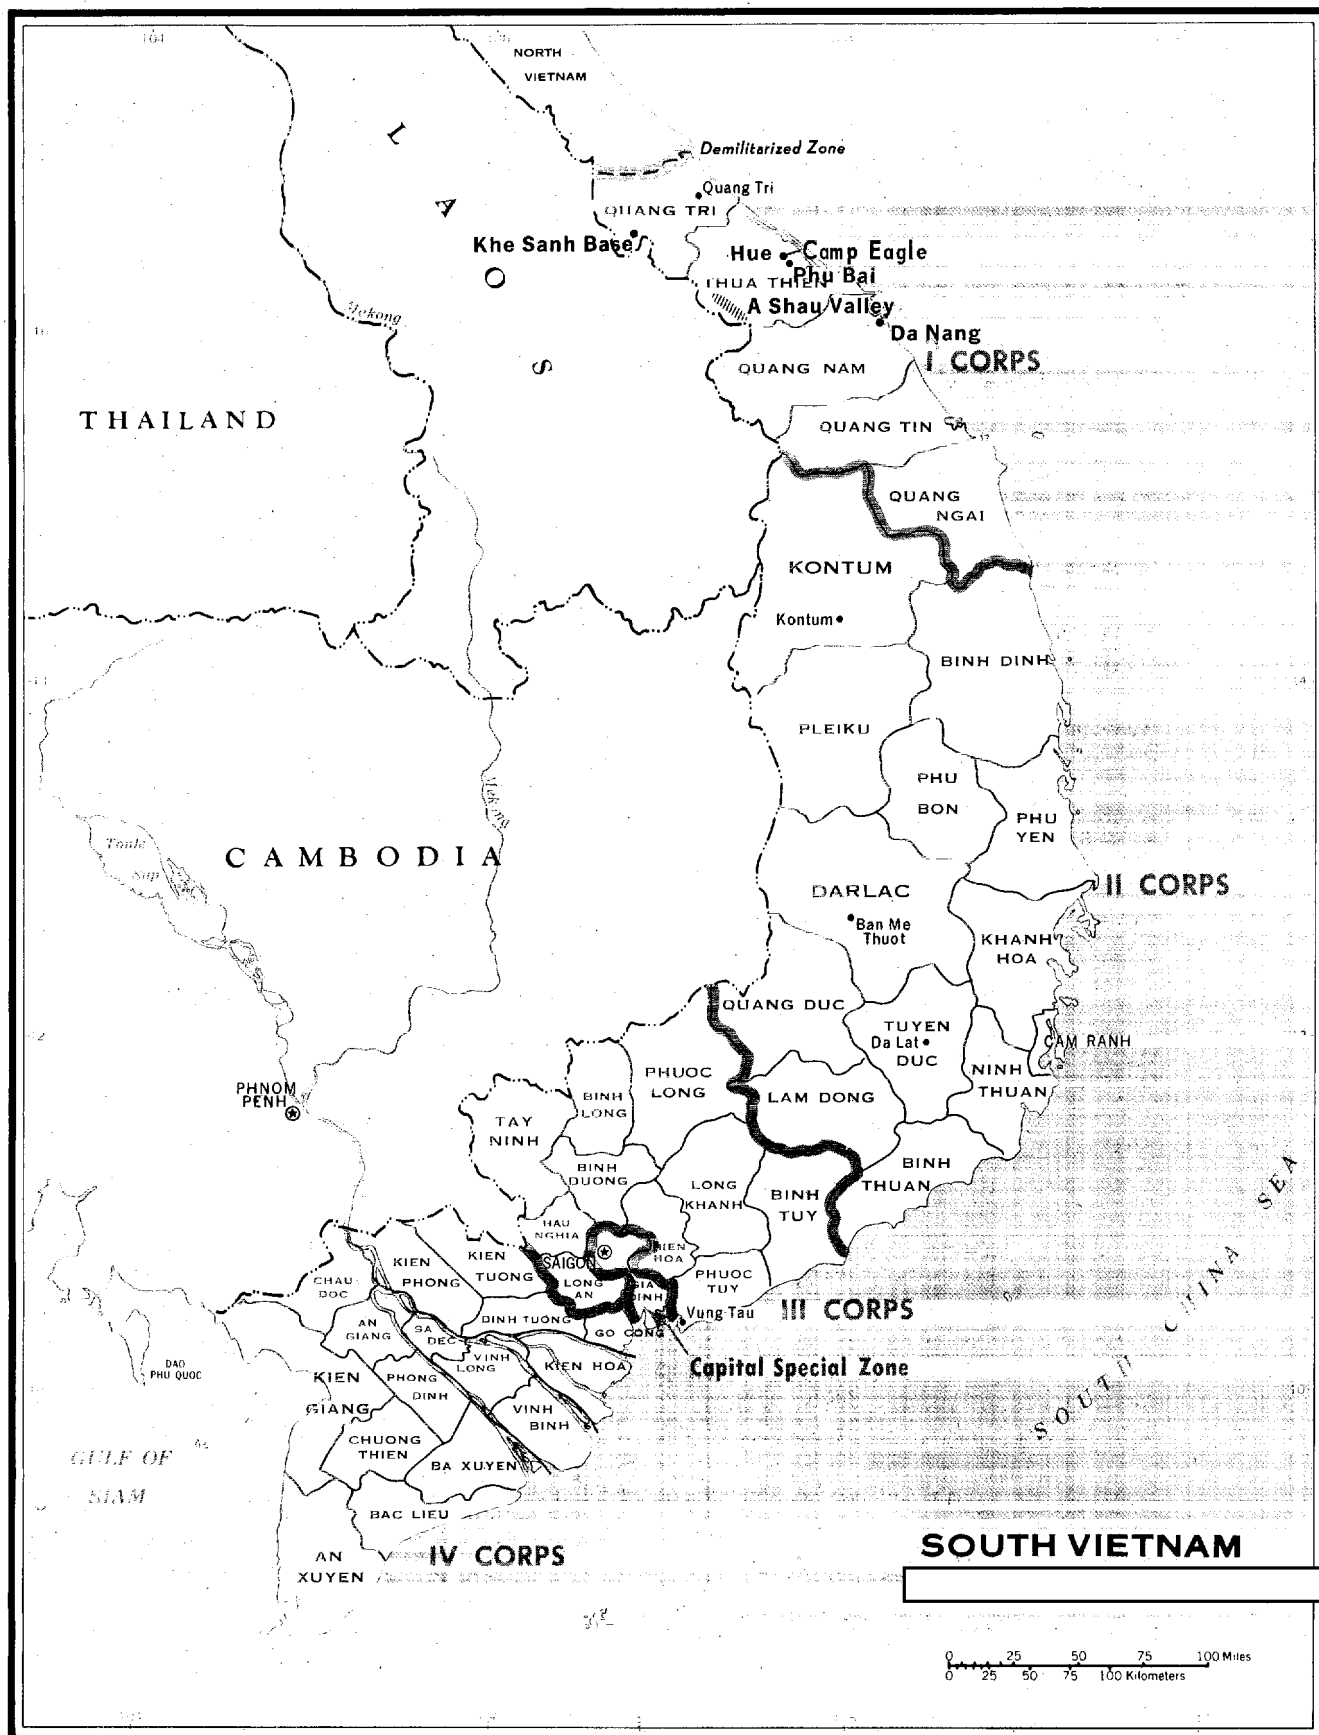 NORTH
VIETNAM
L
A
O
S
Demilitarized Zone
Quang Tri
QUANG TRI
Khe Sanh Base
Hue
Camp Eagle
Phu Bai
THUA THIEN
A Shau Valley
Da Nang
Mekong
I CORPS
QUANG NAM
THAILAND
QUANG TIN
QUANG
NGAI
KONTUM
Kontum
BINH DINH
PLEIKU
Mekong
PHU
BON
PHU
YEN
Tonle
Sap
CAMBODIA
DARLAC
II CORPS
Ban Me
Thuot
KHANH
HOA
QUANG DUC
TUYEN
Da Lat
DUC
CAM RANH
NINH
THUAN
PHUOC
LONG
LAM DONG
PHNOM
PENH
BINH
LONG
TAY
NINH
BINH
THUAN
BINH
DUONG
LONG
KHANH
BINH
TUY
HAU
NGHIA
BIEN
HOA
SAIGON
KIEN
PHONG
KIEN
TUONG
LONG
AN
GIA
DINH
PHUOC
TUY
CHAU
DOC
Vung Tau
III CORPS
AN
GIANG
SA
DEC
DINH TUONG
GO CONG
VINH
LONG
KIEN HOA
Capital Special Zone
DAO
PHU QUOC
KIEN
GIANG
PHONG
DINH
VINH
BINH
CHUONG
THIEN
BA XUYEN
SOUTH CHINA SEA
GULF OF
SIAM
BAC LIEU
AN
XUYEN
IV CORPS
SOUTH VIETNAM
0 25 50 75 100 Miles
0 25 50 75 100 Kilometers